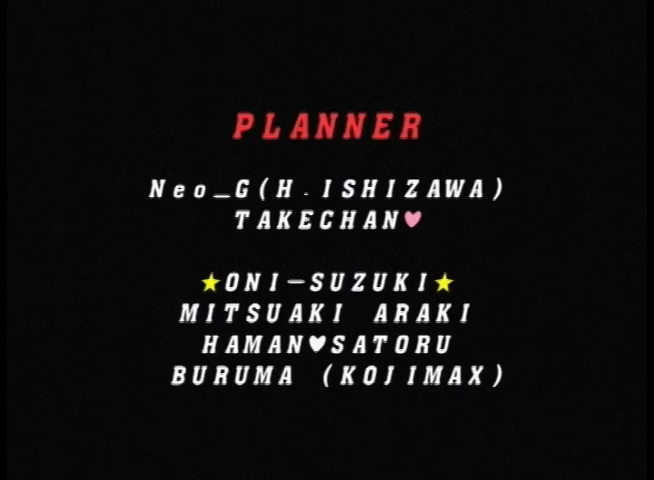 PLANNER
Neo_G(H.ISHIZAWA)
TAKECHAN♥
★ONI-SUZUKI★
MITSUAKI ARAKI
HAMAN♥SATORU
BURUMA (KOJIMAX)